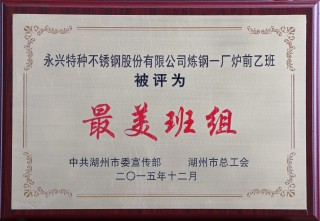 永兴特种不锈钢股份有限公司炼钢一厂炉前乙班
被评为
最美班组
中共湖州市委宣传部 湖州市总工会
二〇一五年十二月